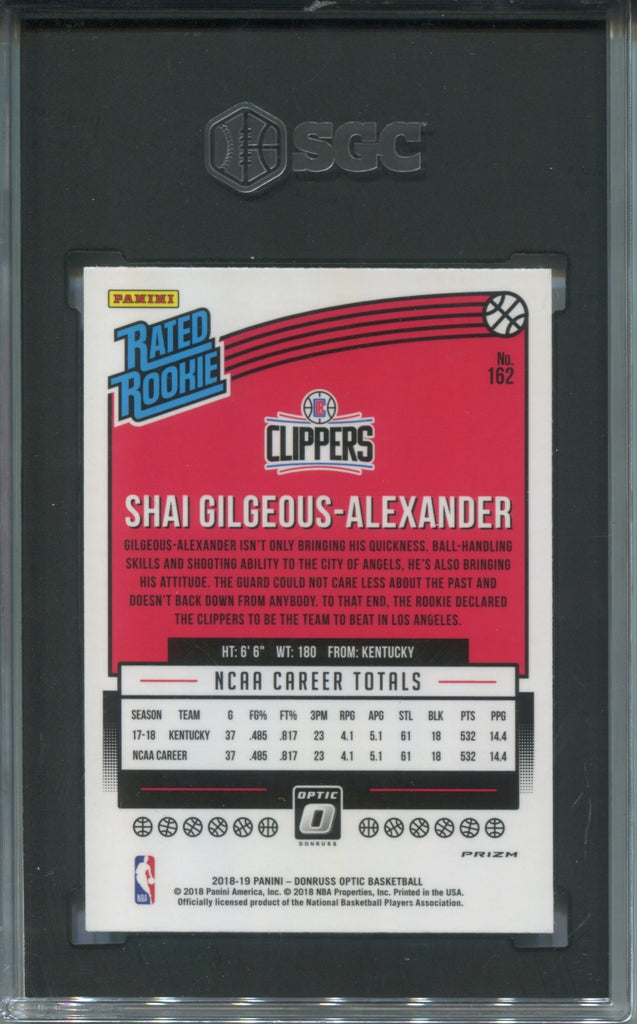 SGC
PANINI
RATED
ROOKIE
No.
162
C
CLIPPERS
SHAI GILGEOUS-ALEXANDER
GILGEOUS-ALEXANDER ISN'T ONLY BRINGING HIS QUICKNESS, BALL-HANDLING
SKILLS AND SHOOTING ABILITY TO THE CITY OF ANGELS, HE'S ALSO BRINGING
HIS ATTITUDE. THE GUARD COULD NOT CARE LESS ABOUT THE PAST AND
DOESN'T BACK DOWN FROM ANYBODY. TO THAT END, THE ROOKIE DECLARED
THE CLIPPERS TO BE THE TEAM TO BEAT IN LOS ANGELES.
HT: 6' 6" WT: 180 FROM: KENTUCKY
NCAA CAREER TOTALS
SEASON TEAM G FG% FT% 3PM RPG APG STL BLK PTS PPG
17-18 KENTUCKY 37 .485 .817 23 4.1 5.1 61 18 532 14.4
NCAA CAREER 37 .485 .817 23 4.1 5.1 61 18 532 14.4
OPTIC
O
DONRUSS
PRIZM
NBA
2018-19 PANINI – DONRUSS OPTIC BASKETBALL
© 2018 Panini America, Inc. © 2018 NBA Properties, Inc. Printed in the USA.
Officially licensed product of the National Basketball Players Association.